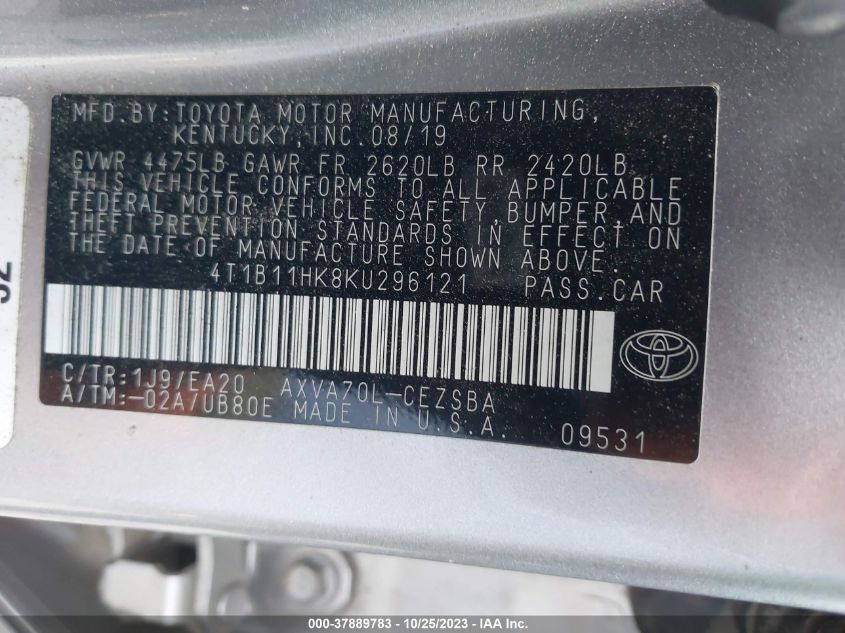 MFD.BY:TOYOTA MOTOR MANUFACTURING,
KENTUCKY,INC.08/19
GVWR 4475LB GAWR FR 2620LB RR 2420LB
THIS VEHICLE CONFORMS TO ALL APPLICABLE
FEDERAL MOTOR VEHICLE SAFETY,BUMPER,AND
THEFT PREVENTION STANDARDS IN EFFECT ON
THE DATE OF MANUFACTURE SHOWN ABOVE.
4T1B11HK8KU296121 PASS.CAR
C/TR:1J9/EA20 AXVA70L-CEZSBA
A/TM:-02A/UB80E MADE IN U.S.A. 09531
000-37889783 - 10/25/2023 - IAA Inc.